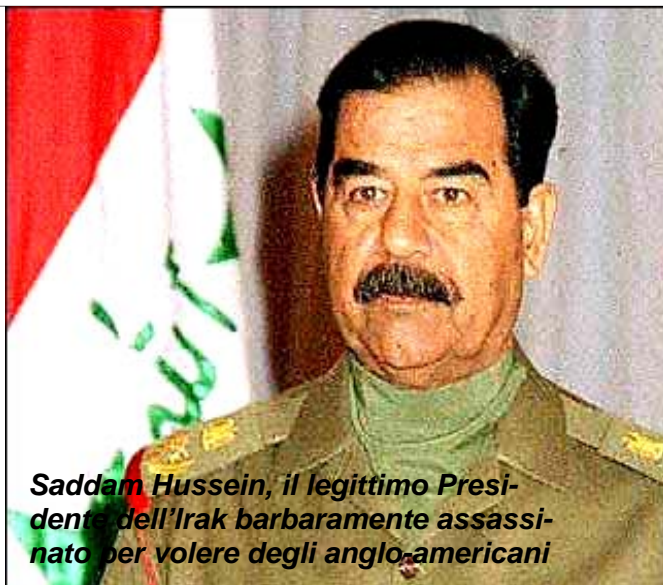 Saddam Hussein, il legittimo Presi-
dente dell'Irak barbaramente assassi-
nato per volere degli anglo-americani